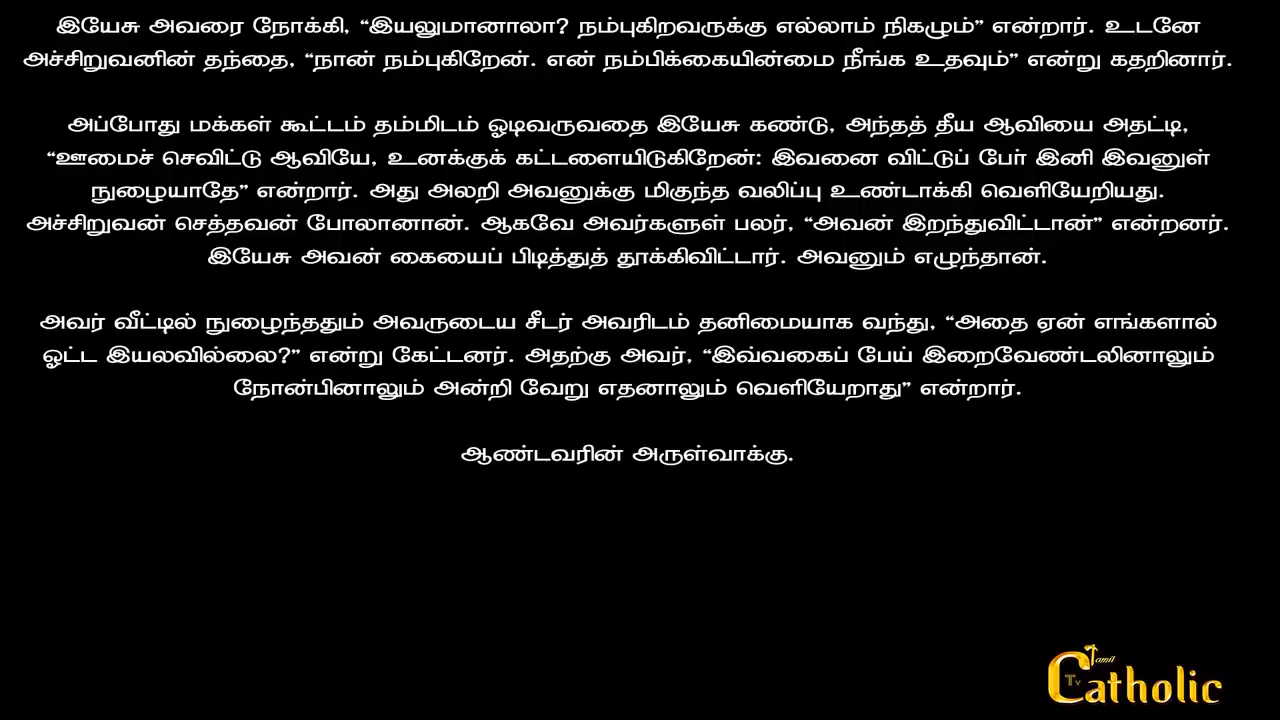 இயேசு அவரை நோக்கி, “இயலுமானாலா? நம்புகிறவருக்கு எல்லாம் நிகழும்” என்றார். உடனே
அச்சிறுவனின் தந்தை, “நான் நம்புகிறேன். என் நம்பிக்கையின்மை நீங்க உதவும்” என்று கதறினார்.
அப்போது மக்கள் கூட்டம் தம்மிடம் ஓடிவருவதை இயேசு கண்டு, அந்தத் தீய ஆவியை அதட்டி,
“ஊமைச் செவிட்டு ஆவியே, உனக்குக் கட்டளையிடுகிறேன்: இவனை விட்டுப் போ! இனி இவனுள்
நுழையாதே” என்றார். அது அலறி அவனுக்கு மிகுந்த வலிப்பு உண்டாக்கி வெளியேறியது.
அச்சிறுவன் செத்தவன் போலானான். ஆகவே அவர்களுள் பலர், “அவன் இறந்துவிட்டான்” என்றனர்.
இயேசு அவன் கையைப் பிடித்துத் தூக்கிவிட்டார். அவனும் எழுந்தான்.
அவர் வீட்டில் நுழைந்ததும் அவருடைய சீடர் அவரிடம் தனிமையாக வந்து, “அதை ஏன் எங்களால்
ஓட்ட இயலவில்லை?” என்று கேட்டனர். அதற்கு அவர், “இவ்வகைப் பேய் இறைவேண்டலினாலும்
நோன்பினாலும் அன்றி வேறு எதனாலும் வெளியேறாது” என்றார்.
ஆண்டவரின் அருள்வாக்கு.
Tamil
Tv
Catholic